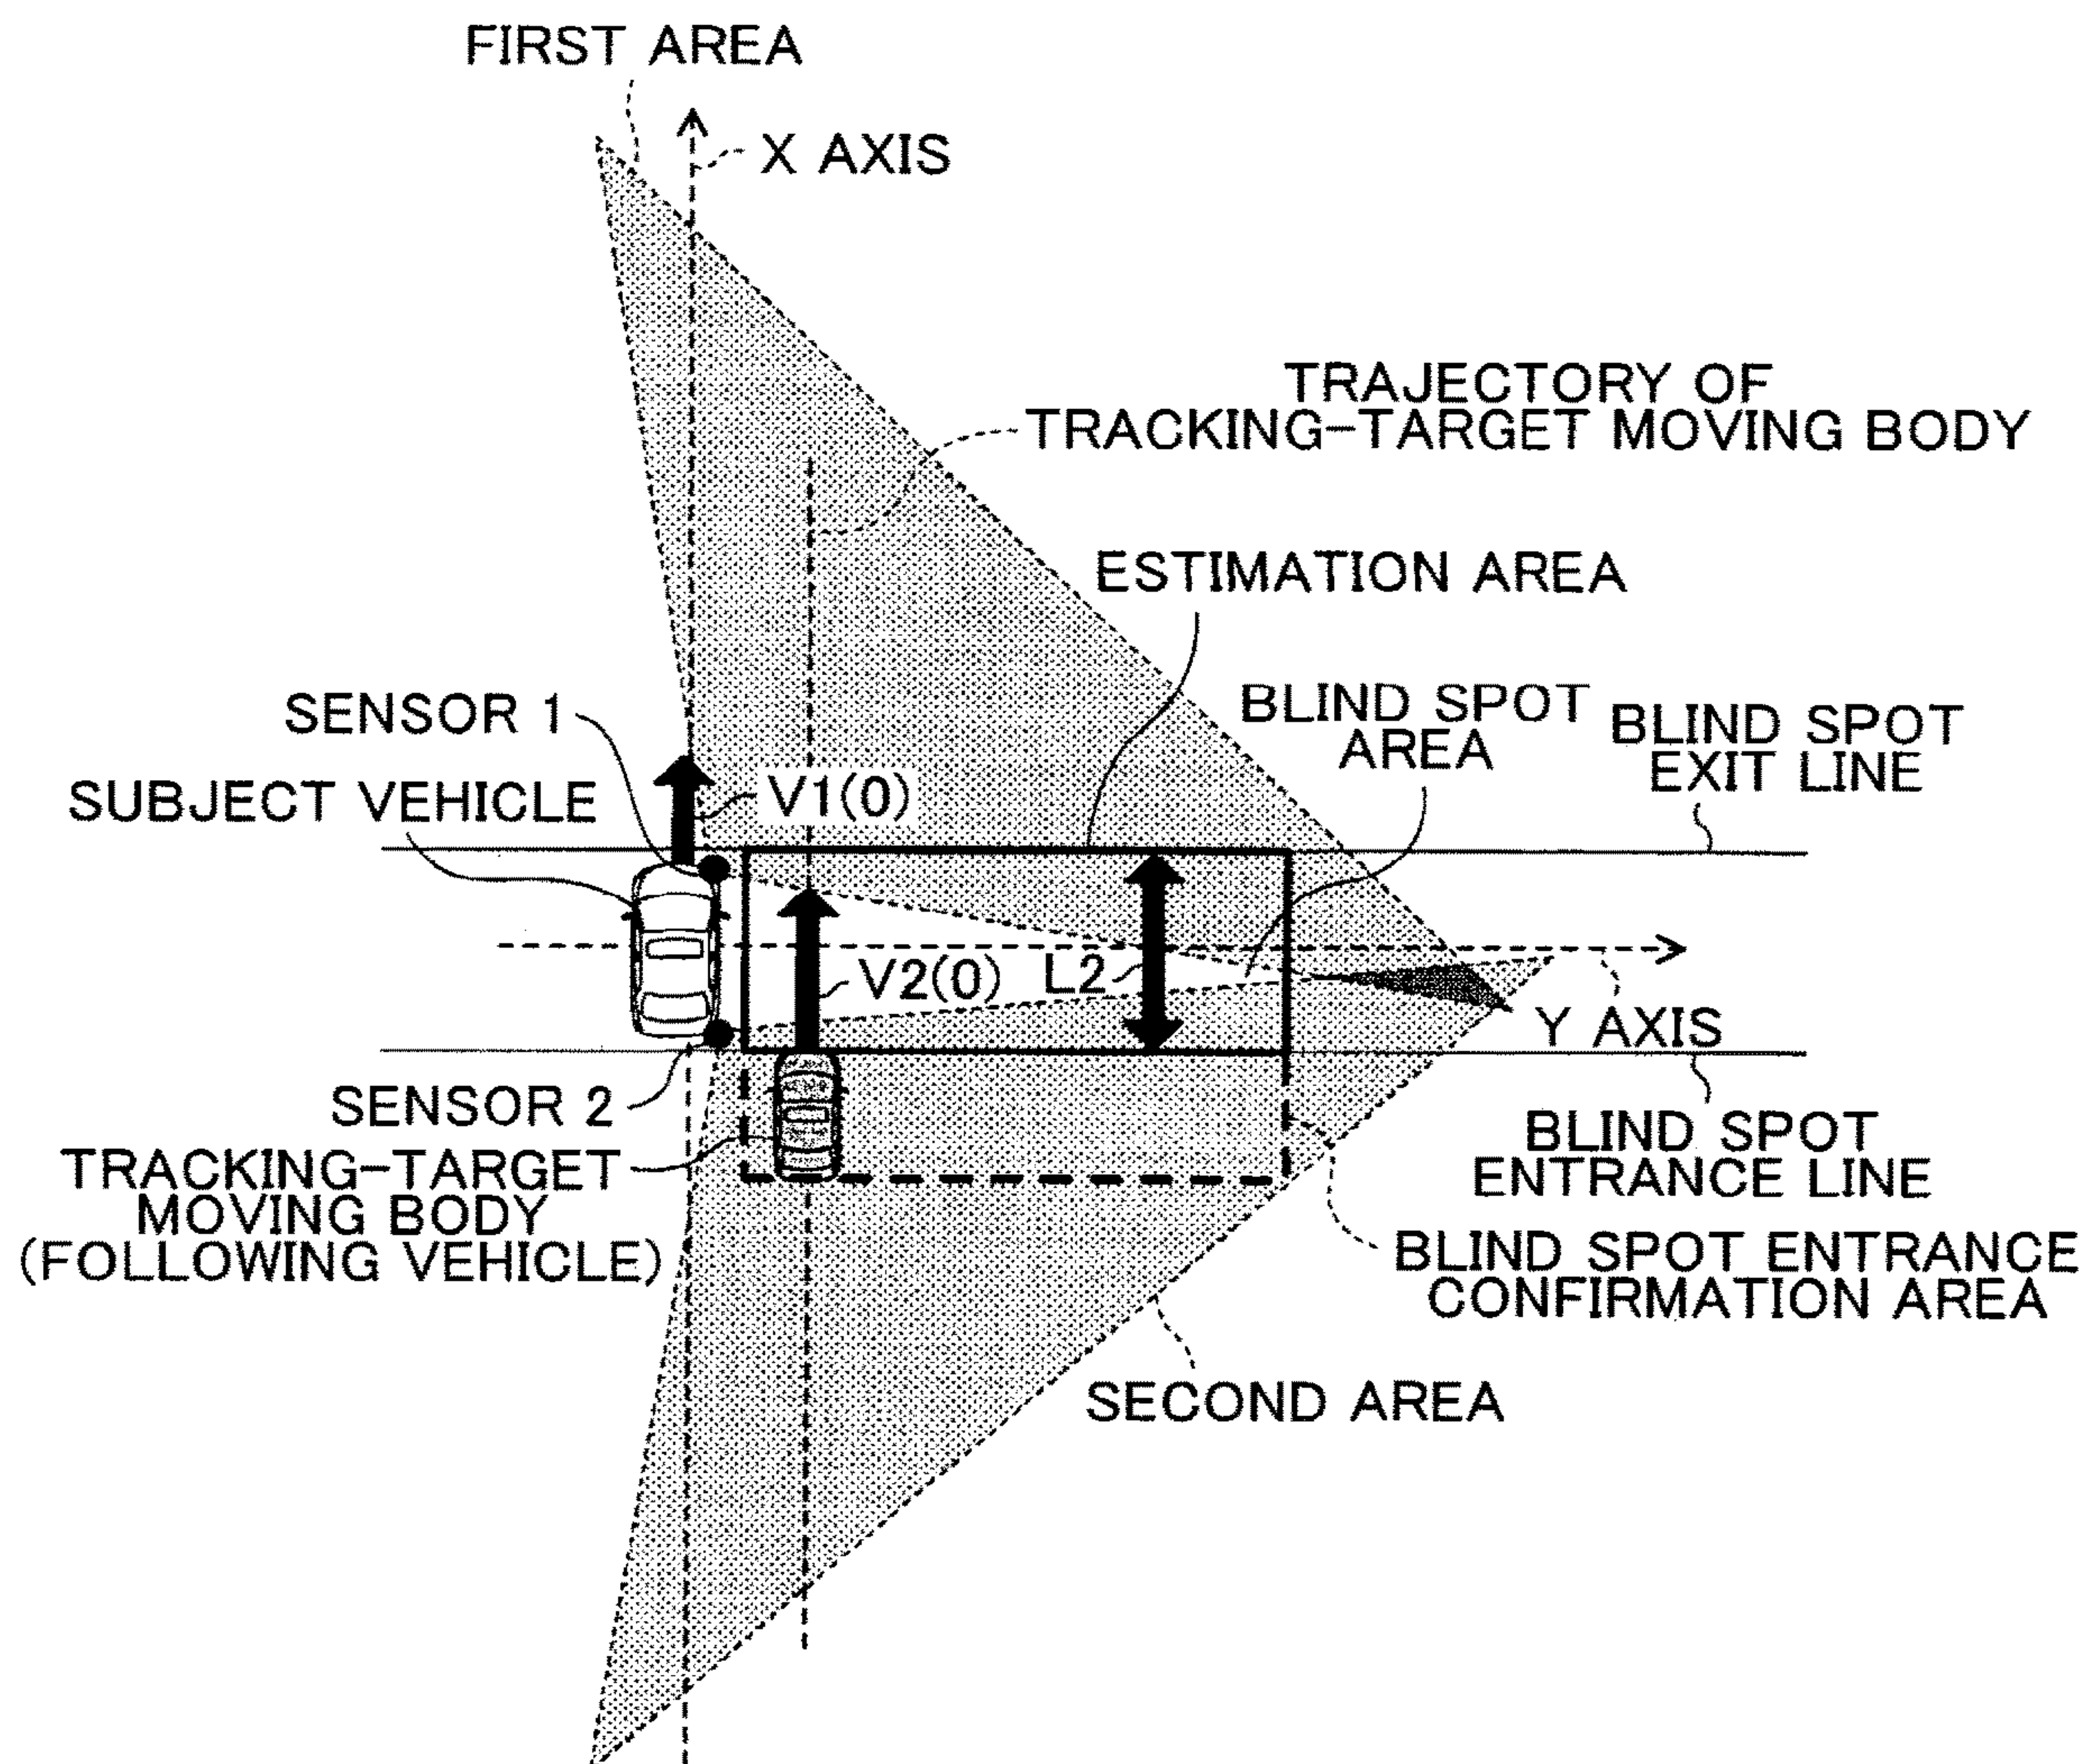 FIRST AREA
X AXIS
TRAJECTORY OF
TRACKING-TARGET MOVING BODY
ESTIMATION AREA
BLIND SPOT
AREA
BLIND SPOT
EXIT LINE
SENSOR 1
SUBJECT VEHICLE
V1(0)
V2(0)
L2
Y AXIS
SENSOR 2
TRACKING-TARGET
MOVING BODY
(FOLLOWING VEHICLE)
BLIND SPOT
ENTRANCE LINE
BLIND SPOT ENTRANCE
CONFIRMATION AREA
SECOND AREA